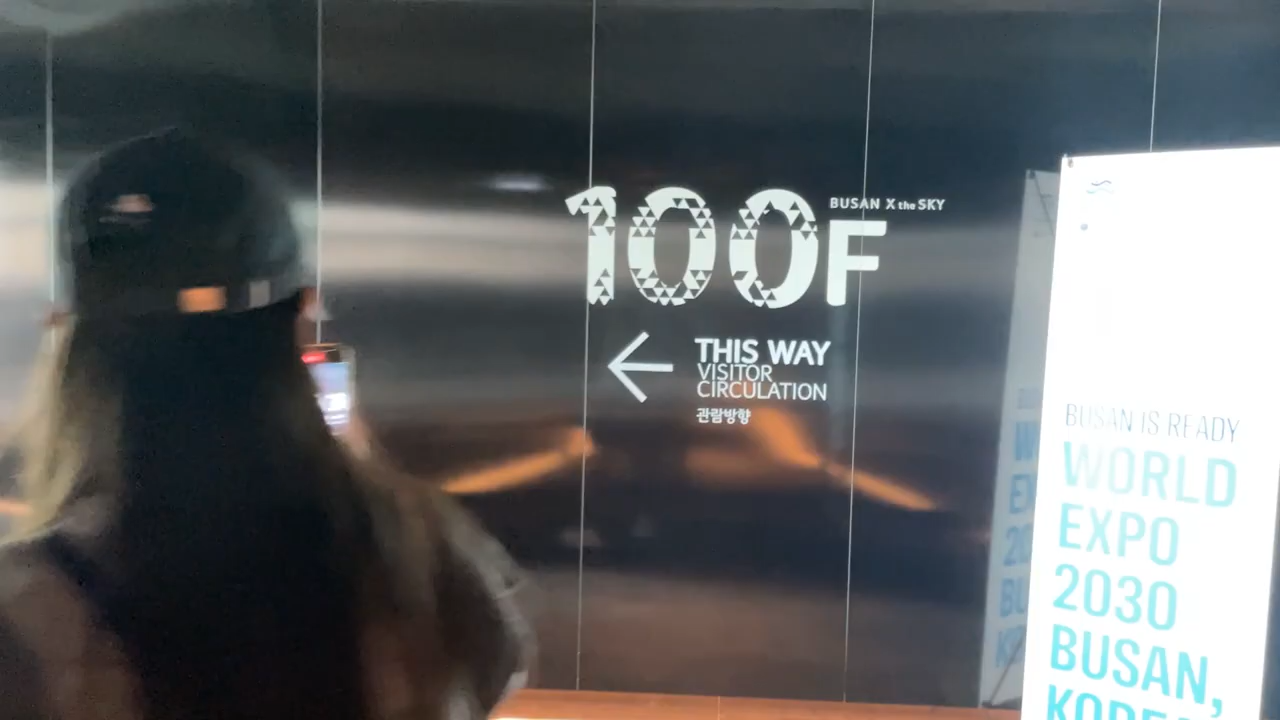 100F
BUSAN X the SKY
THIS WAY
VISITOR
CIRCULATION
관람방향
BUSAN IS READY
WORLD
EXPO
2030
BUSAN,
KOREA